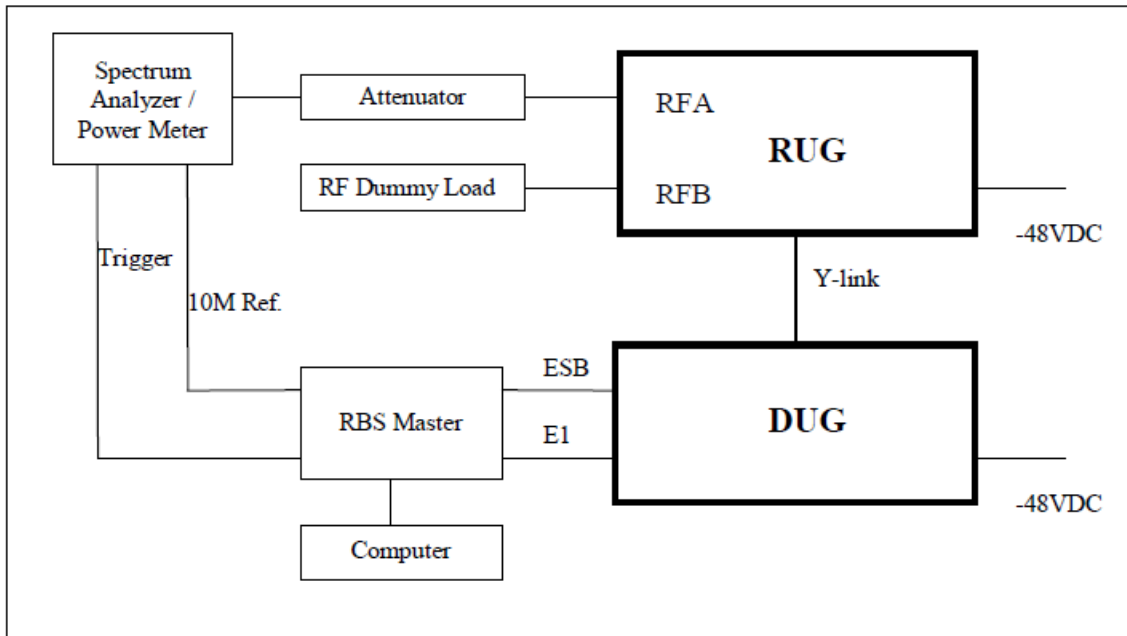 Spectrum
Analyzer /
Power Meter
Attenuator
RFA
RUG
RF Dummy Load
RFB
-48VDC
Trigger
Y-link
10M Ref.
ESB
RBS Master
DUG
E1
-48VDC
Computer